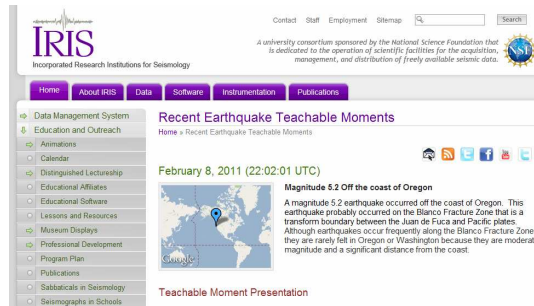 Contact Staff Employment Sitemap
Search
IRIS
Incorporated Research Institutions for Seismology
A university consortium sponsored by the National Science Foundation that
is dedicated to the operation of scientific facilities for the acquisition,
management, and distribution of freely available seismic data.
NSF
Home About IRIS Data Software Instrumentation Publications
Data Management System
Education and Outreach
Animations
Calendar
Distinguished Lectureship
Educational Affiliates
Educational Software
Lessons and Resources
Museum Displays
Professional Development
Program Plan
Publications
Sabbaticals in Seismology
Seismographs in Schools
Recent Earthquake Teachable Moments
Home » Recent Earthquake Teachable Moments
February 8, 2011 (22:02:01 UTC)
Google
Magnitude 5.2 Off the coast of Oregon
A magnitude 5.2 earthquake occurred off the coast of Oregon. This
earthquake probably occurred on the Blanco Fracture Zone that is a
transform boundary between the Juan de Fuca and Pacific plates.
Although earthquakes occur frequently along the Blanco Fracture Zone
they are rarely felt in Oregon or Washington because they are moderat
magnitude and a significant distance from the coast.
Teachable Moment Presentation